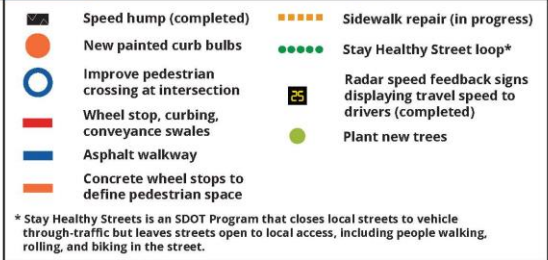 Speed hump (completed)
New painted curb bulbs
Improve pedestrian
crossing at intersection
Wheel stop, curbing,
conveyance swales
Asphalt walkway
Concrete wheel stops to
define pedestrian space
Sidewalk repair (in progress)
Stay Healthy Street loop*
25
Radar speed feedback signs
displaying travel speed to
drivers (completed)
Plant new trees
* Stay Healthy Streets is an SDOT Program that closes local streets to vehicle
through-traffic but leaves streets open to local access, including people walking,
rolling, and biking in the street.